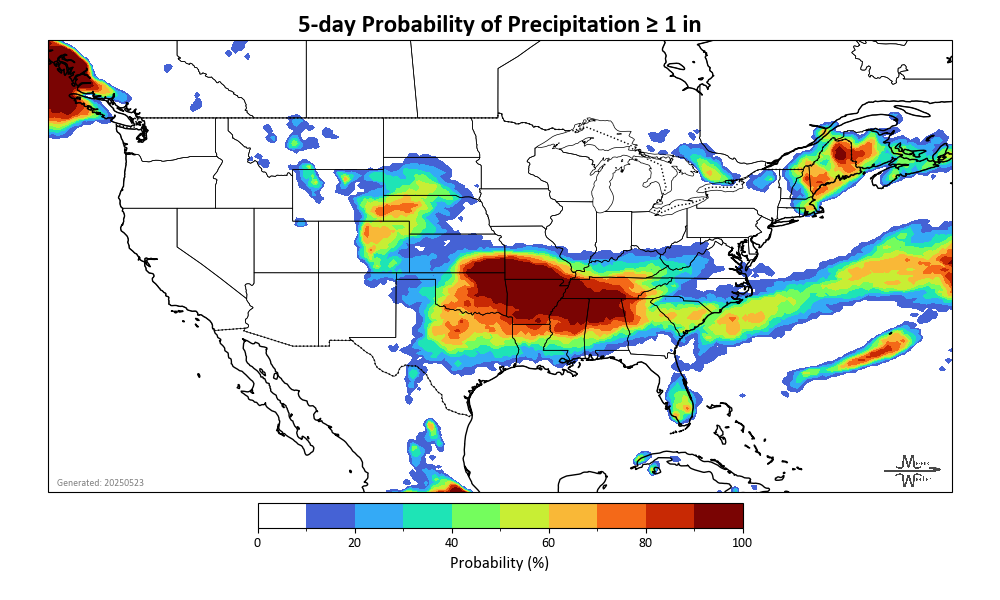 5-day Probability of Precipitation ≥ 1 in
Generated: 20250523
0 20 40 60 80 100
Probability (%)